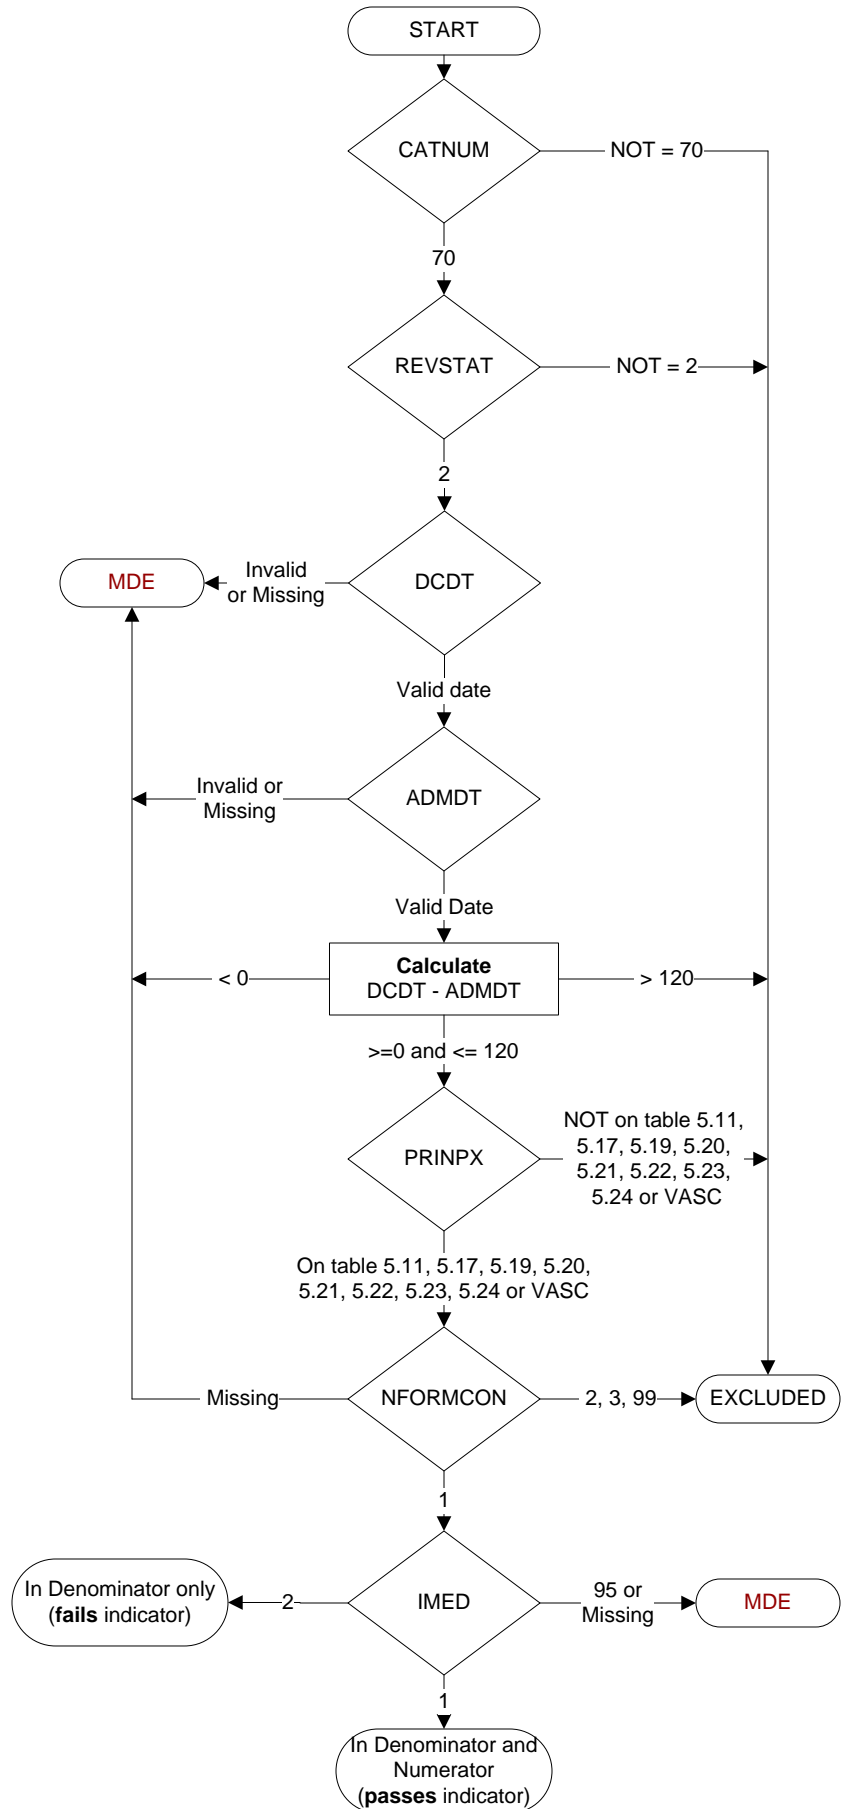 START
CATNUM
NOT = 70
70
REVSTAT
NOT = 2
2
DCDT
Invalid
or Missing
MDE
Valid date
ADMDT
Invalid or
Missing
Valid Date
Calculate
DCDT - ADMDT
< 0
> 120
>=0 and <= 120
PRINPX
NOT on table 5.11,
5.17, 5.19, 5.20,
5.21, 5.22, 5.23,
5.24 or VASC
On table 5.11, 5.17, 5.19, 5.20,
5.21, 5.22, 5.23, 5.24 or VASC
NFORMCON
Missing
2, 3, 99
EXCLUDED
1
IMED
2
In Denominator only
(fails indicator)
95 or
Missing
MDE
1
In Denominator and
Numerator
(passes indicator)